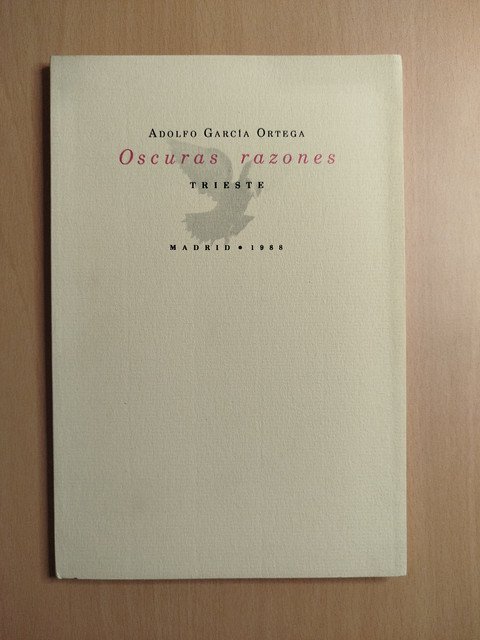 ADOLFO GARCÍA ORTEGA
Oscuras razones
TRIESTE
MADRID • 1988